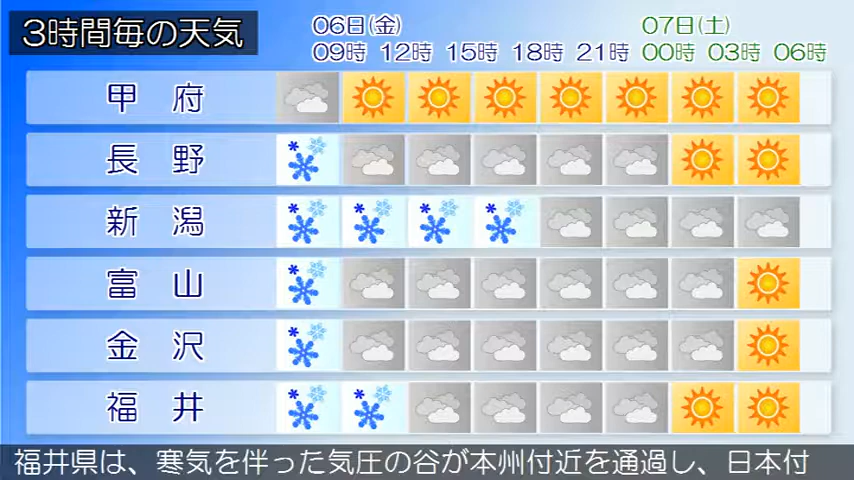 3時間毎の天気
06日(金) 07日(土)
09時 12時 15時 18時 21時 00時 03時 06時
甲府
長野
新潟
富山
金沢
福井
福井県は、寒気を伴った気圧の谷が本州付近を通過し、日本付